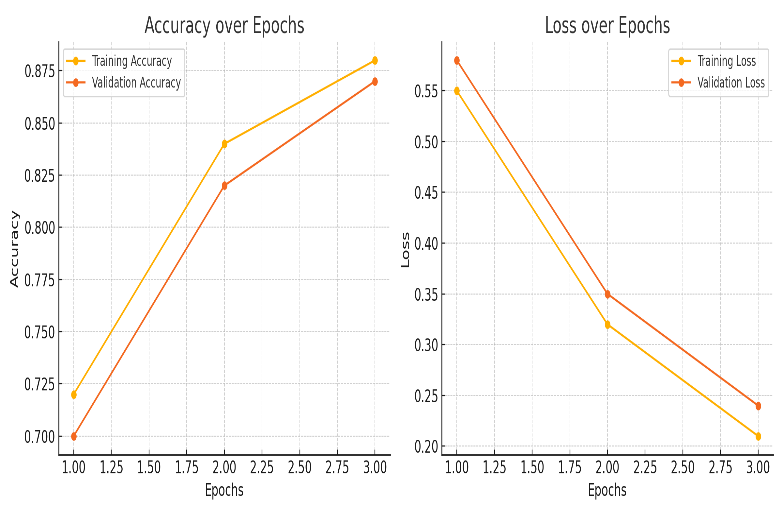 Accuracy over Epochs
Training Accuracy
Validation Accuracy
0.875
0.850
0.825
0.800
0.775
0.750
0.725
0.700
Accuracy
1.00 1.25 1.50 1.75 2.00 2.25 2.50 2.75 3.00
Epochs
Loss over Epochs
Training Loss
Validation Loss
0.55
0.50
0.45
0.40
0.35
0.30
0.25
0.20
Loss
1.00 1.25 1.50 1.75 2.00 2.25 2.50 2.75 3.00
Epochs